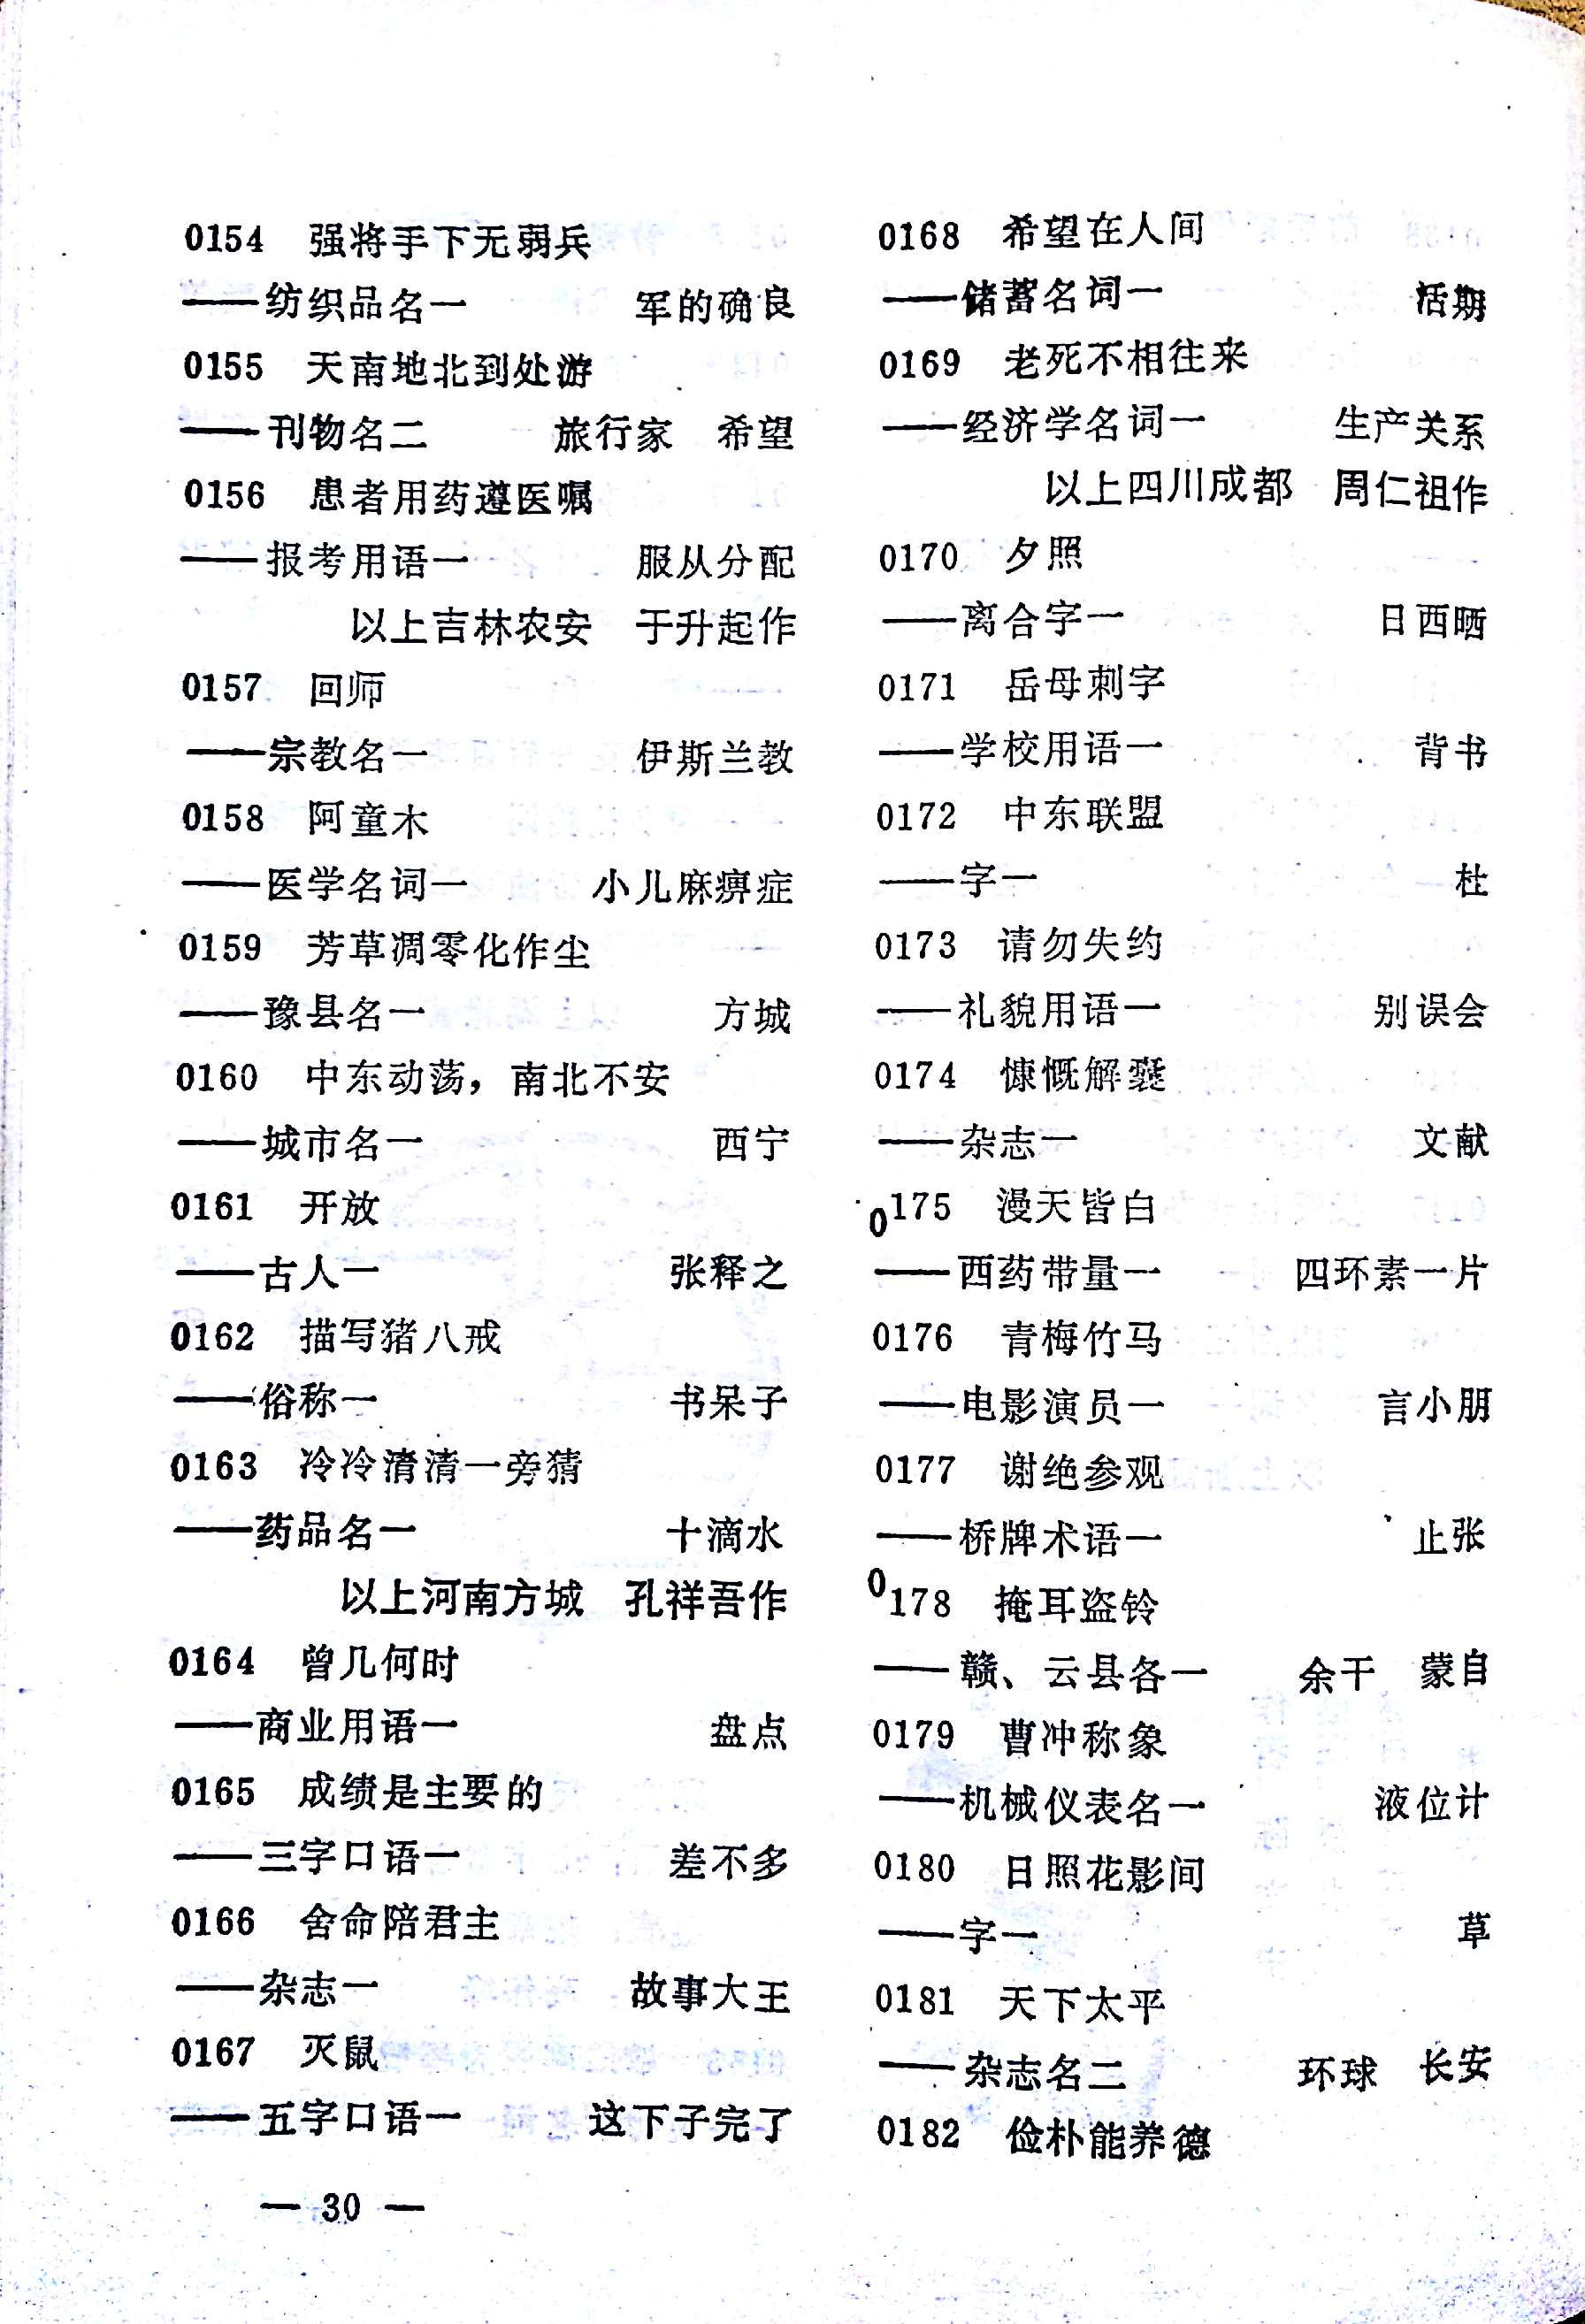 0154 强将手下无弱兵
——纺织品名一 军的确良
0155 天南地北到处游
——刊物名二 旅行家 希望
0156 患者用药遵医嘱
——报考用语一 服从分配
以上吉林农安 于升起作
0157 回师
——宗教名一 伊斯兰教
0158 阿童木
——医学名词一 小儿麻痹症
0159 芳草凋零化作尘
——豫县名一 方城
0160 中东动荡，南北不安
——城市名一 西宁
0161 开放
——古人一 张释之
0162 描写猪八戒
——俗称一 书呆子
0163 冷冷清清一旁猜
——药品名一 十滴水
以上河南方城 孔祥吾作
0164 曾几何时
——商业用语一 盘点
0165 成绩是主要的
——三字口语一 差不多
0166 舍命陪君主
——杂志一 故事大王
0167 灭鼠
——五字口语一 这下子完了
— 30 —
0168 希望在人间
——储蓄名词一 活期
0169 老死不相往来
——经济学名词一 生产关系
以上四川成都 周仁祖作
0170 夕照
——离合字一 日西晒
0171 岳母刺字
——学校用语一 背书
0172 中东联盟
——字一 杜
0173 请勿失约
——礼貌用语一 别误会
0174 慷慨解囊
——杂志一 文献
0175 漫天皆白
——西药带量一 四环素一片
0176 青梅竹马
——电影演员一 言小朋
0177 谢绝参观
——桥牌术语一 止张
0178 掩耳盗铃
——赣、云县各一 余干 蒙自
0179 曹冲称象
——机械仪表名一 液位计
0180 日照花影间
——字一 草
0181 天下太平
——杂志名二 环球 长安
0182 俭朴能养德